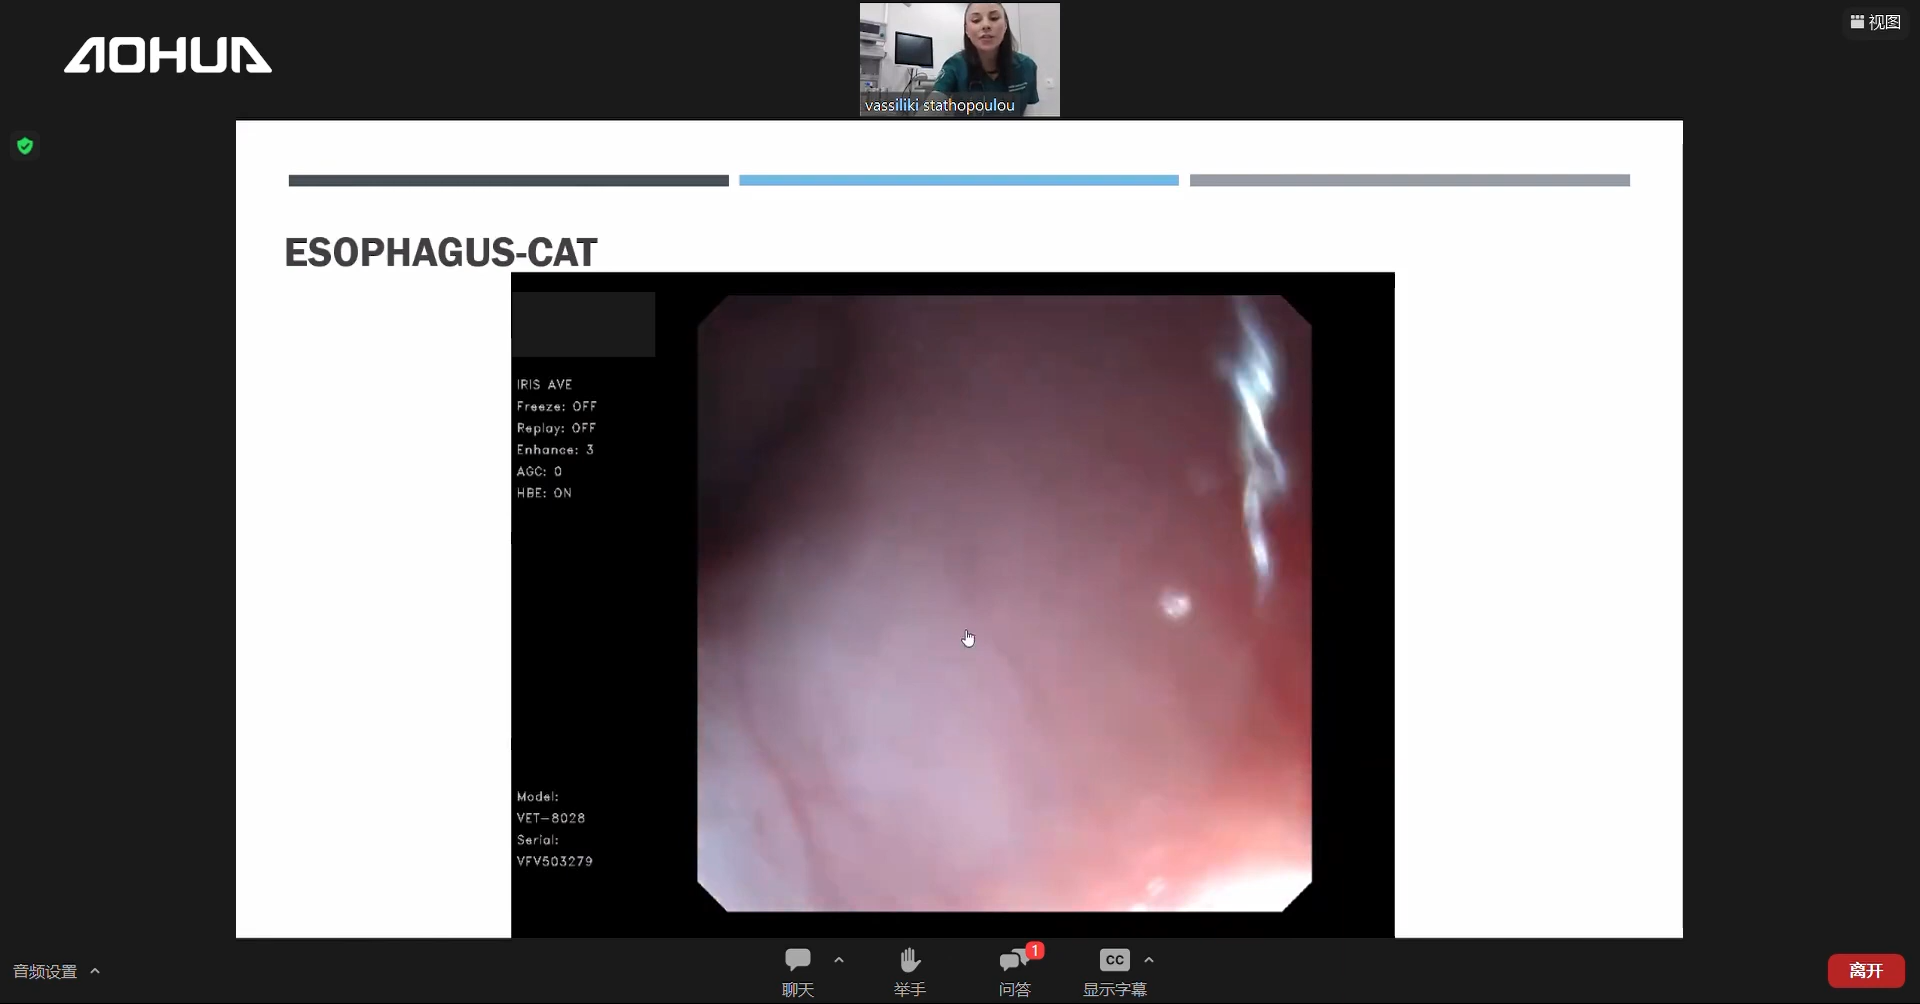 AOHUA
vassiliki stathopoulou
视图
ESOPHAGUS-CAT
IRIS AVE
Freeze: OFF
Replay: OFF
Enhance: 3
AGC: 0
HBE: ON
Model:
VET-8028
Serial:
VFV503279
音频设置
聊天
举手
1
问答
CC
显示字幕
离开